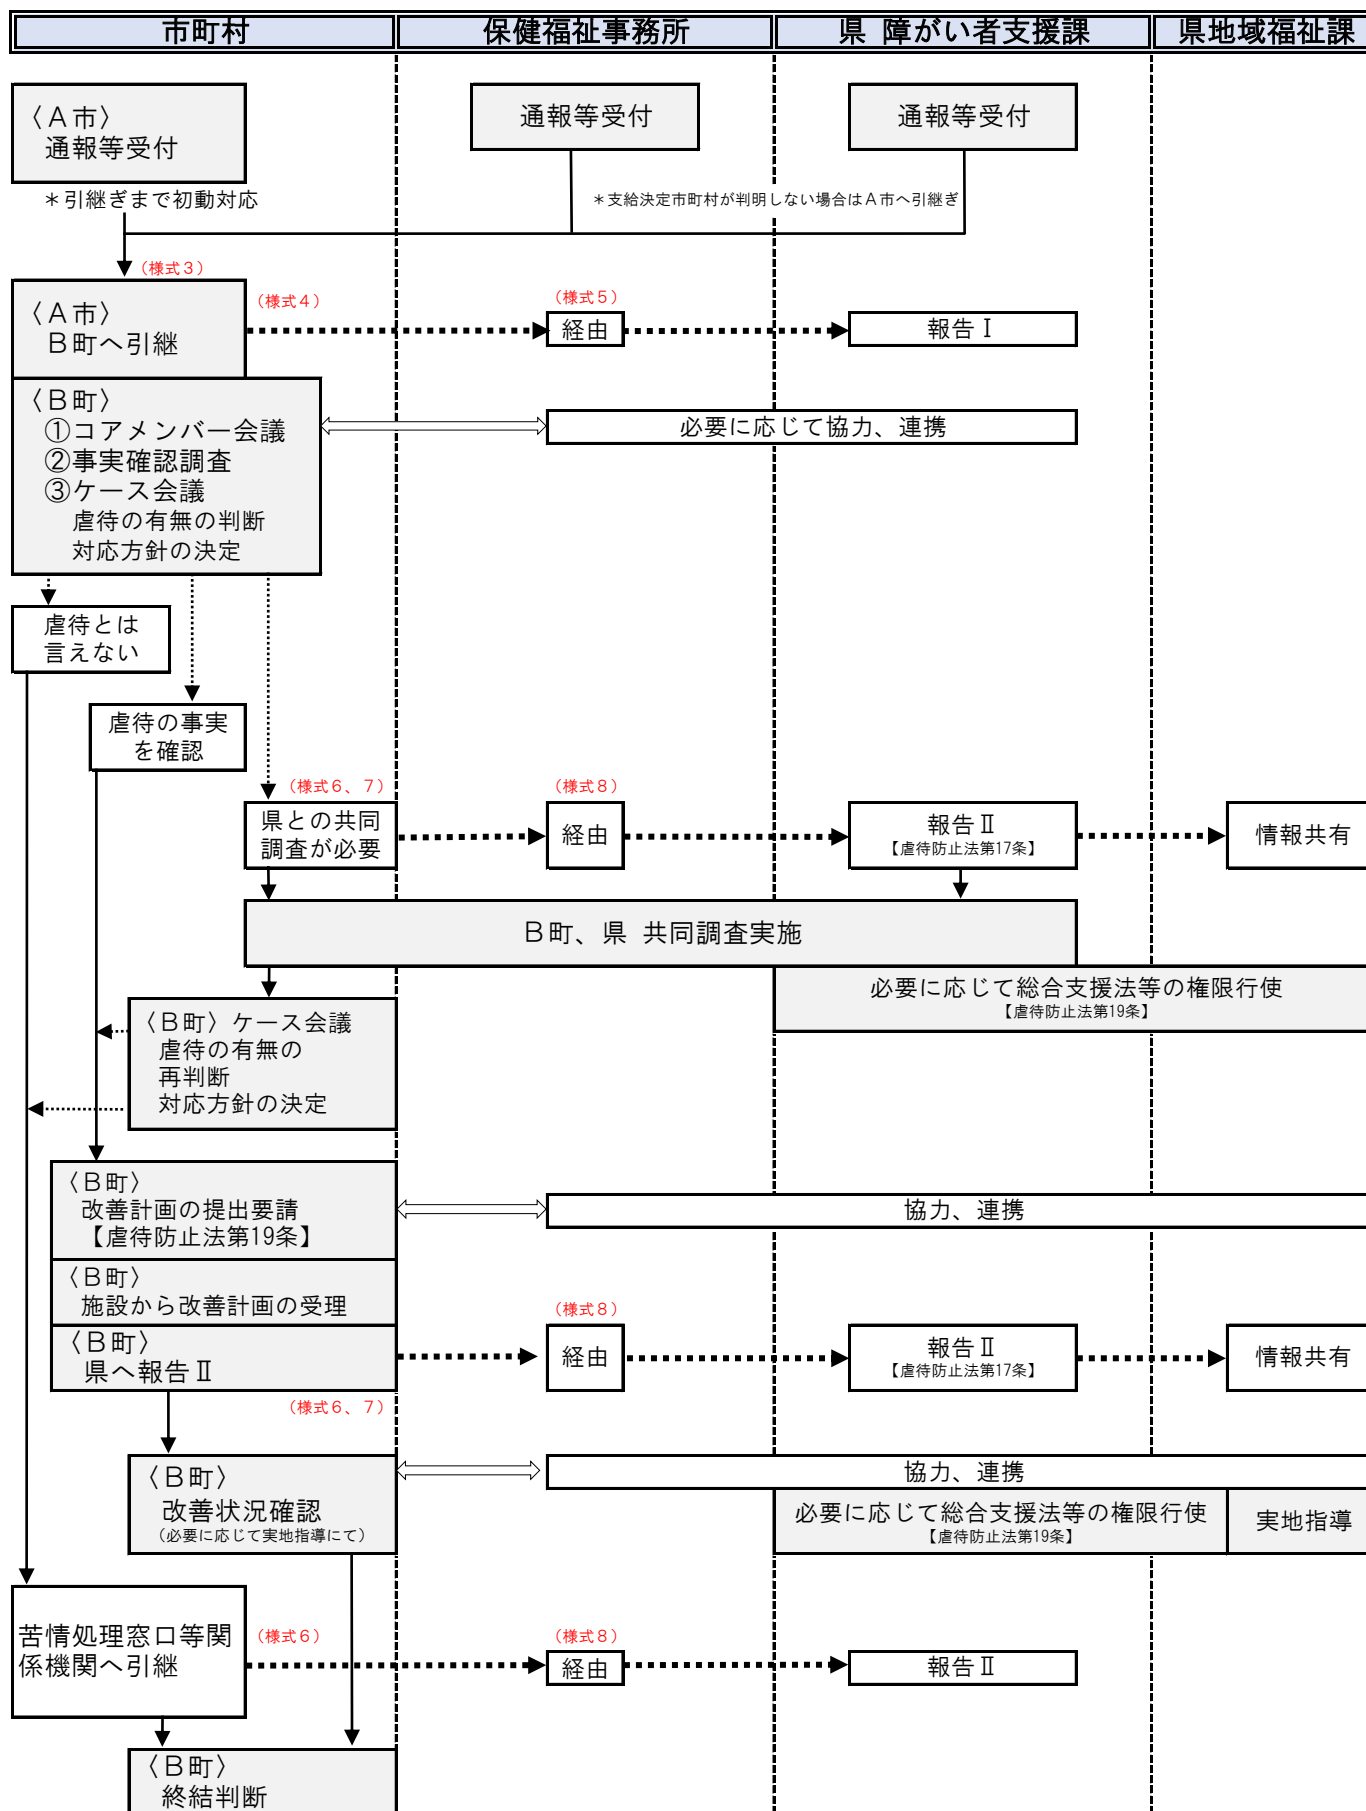 市町村
保健福祉事務所
県 障がい者支援課
県地域福祉課
〈A市〉
通報等受付
通報等受付
通報等受付
＊引継ぎまで初動対応
＊支給決定市町村が判明しない場合はA市へ引継ぎ
（様式３）
〈A市〉
B町へ引継
（様式４）
（様式５）
経由
報告Ⅰ
〈B町〉
①コアメンバー会議
②事実確認調査
③ケース会議
虐待の有無の判断
対応方針の決定
必要に応じて協力、連携
虐待とは
言えない
虐待の事実
を確認
（様式６、７）
県との共同
調査が必要
（様式８）
経由
報告Ⅱ
【虐待防止法第17条】
情報共有
B町、県 共同調査実施
必要に応じて総合支援法等の権限行使
【虐待防止法第19条】
〈B町〉ケース会議
虐待の有無の
再判断
対応方針の決定
〈B町〉
改善計画の提出要請
【虐待防止法第19条】
協力、連携
〈B町〉
施設から改善計画の受理
〈B町〉
県へ報告Ⅱ
（様式８）
経由
報告Ⅱ
【虐待防止法第17条】
情報共有
（様式６、７）
〈B町〉
改善状況確認
（必要に応じて実地指導にて）
協力、連携
必要に応じて総合支援法等の権限行使
【虐待防止法第19条】
実地指導
苦情処理窓口等関
係機関へ引継
（様式６）
（様式８）
経由
報告Ⅱ
〈B町〉
終結判断